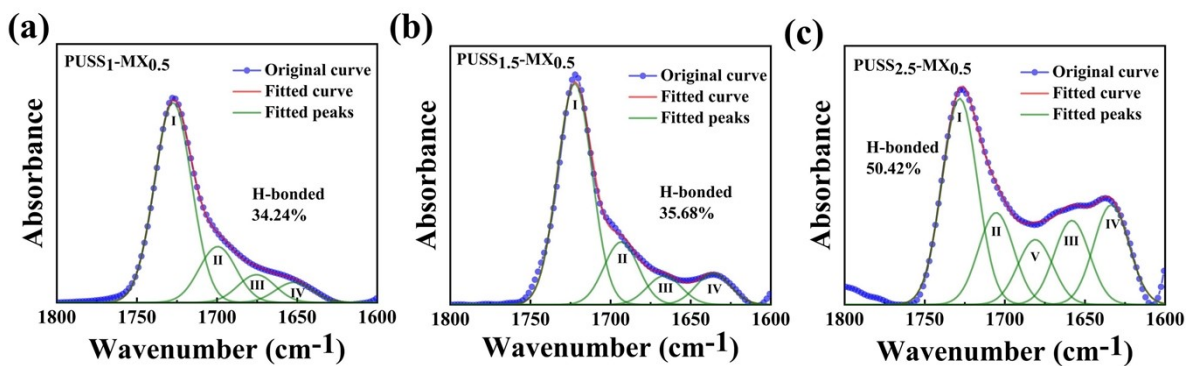 (a)
PUSS1-MX0.5
Original curve
Fitted curve
Fitted peaks
I
H-bonded
34.24%
II
III
IV
Absorbance
1800 1750 1700 1650 1600
Wavenumber (cm-1)
(b)
PUSS1.5-MX0.5
Original curve
Fitted curve
Fitted peaks
I
H-bonded
35.68%
II
III
IV
Absorbance
1800 1750 1700 1650 1600
Wavenumber (cm-1)
(c)
PUSS2.5-MX0.5
Original curve
Fitted curve
Fitted peaks
I
H-bonded
50.42%
II
V
III
IV
Absorbance
1800 1750 1700 1650 1600
Wavenumber (cm-1)